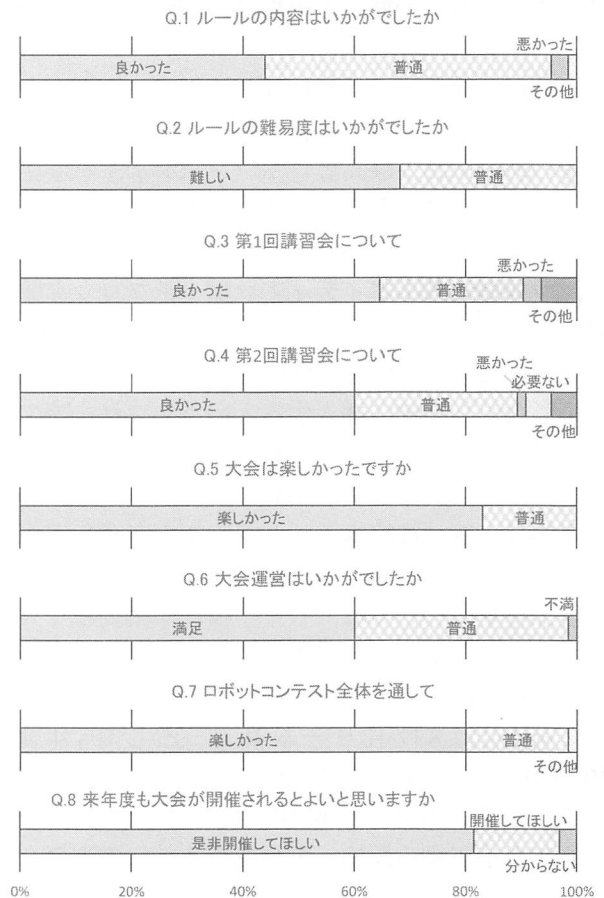 Q.1 ルールの内容はいかがでしたか
悪かった
良かった 普通
その他
Q.2 ルールの難易度はいかがでしたか
難しい 普通
Q.3 第1回講習会について
悪かった
良かった 普通
その他
Q.4 第2回講習会について
悪かった
必要ない
良かった 普通
その他
Q.5 大会は楽しかったですか
楽しかった 普通
Q.6 大会運営はいかがでしたか
不満
満足 普通
Q.7 ロボットコンテスト全体を通して
楽しかった 普通
その他
Q.8 来年度も大会が開催されるとよいと思いますか
開催してほしい
是非開催してほしい
分からない
0% 20% 40% 60% 80% 100%